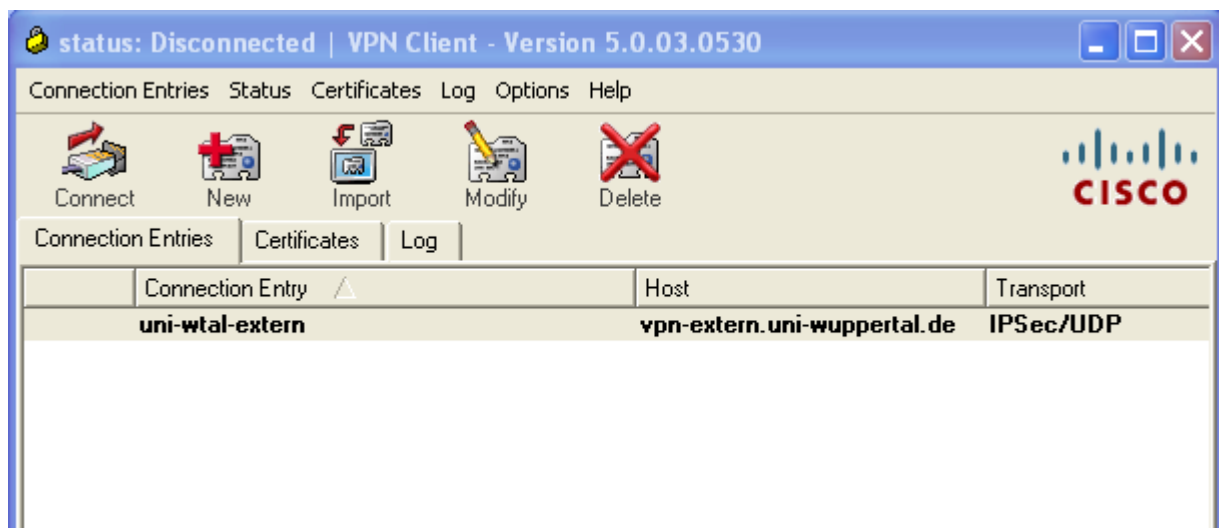 status: Disconnected | VPN Client - Version 5.0.03.0530
Connection Entries Status Certificates Log Options Help
Connect New Import Modify Delete
CISCO
Connection Entries Certificates Log
Connection Entry Host Transport
uni-wtal-extern vpn-extern.uni-wuppertal.de IPSec/UDP